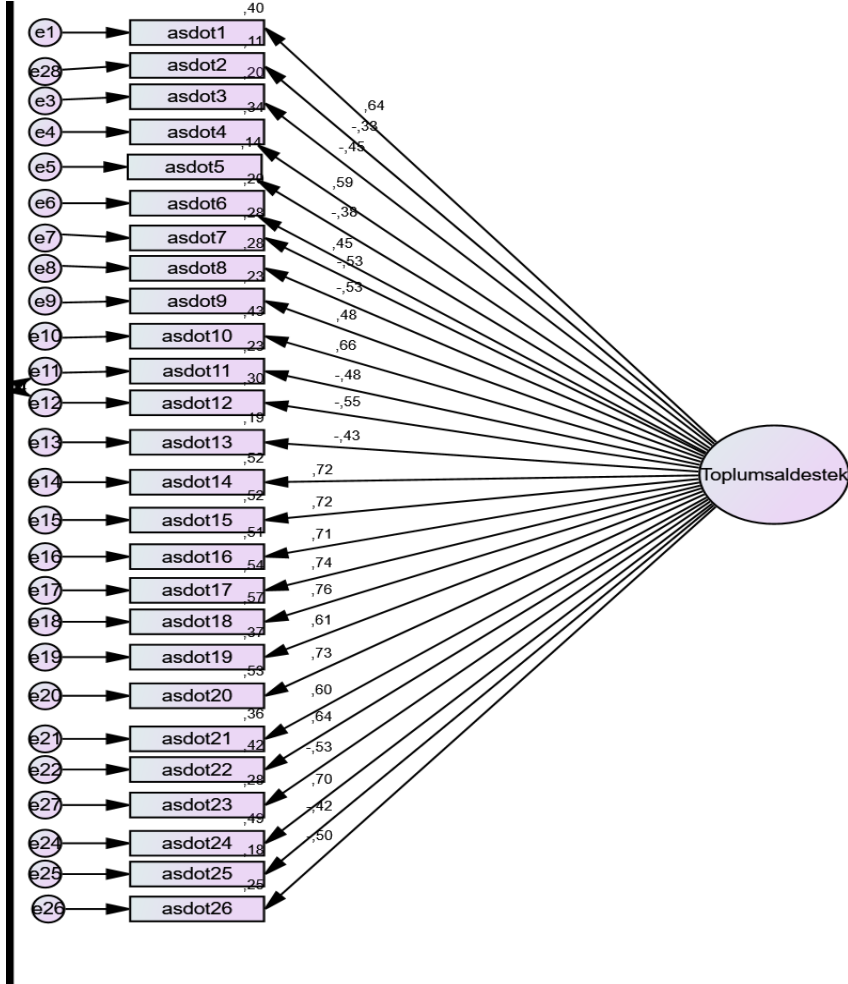 ,40
e1 asdot1 ,64
,11
e28 asdot2 -,33
,20
e3 asdot3 -,45
,34
e4 asdot4 ,59
,14
e5 asdot5 -,38
,20
e6 asdot6 ,45
,28
e7 asdot7 -,53
,28
e8 asdot8 -,53
,23
e9 asdot9 ,48
,43
e10 asdot10 ,66
,23
e11 asdot11 -,48
,30
e12 asdot12 -,55
,19
e13 asdot13 -,43
,52
e14 asdot14 ,72
Toplumsaldestek
,52
e15 asdot15 ,72
,51
e16 asdot16 ,71
,54
e17 asdot17 ,74
,57
e18 asdot18 ,76
,37
e19 asdot19 ,61
,53
e20 asdot20 ,73
,36
e21 asdot21 ,60
,42
e22 asdot22 ,64
,28
e27 asdot23 -,53
,49
e24 asdot24 ,70
,18
e25 asdot25 -,42
,25
e26 asdot26 -,50